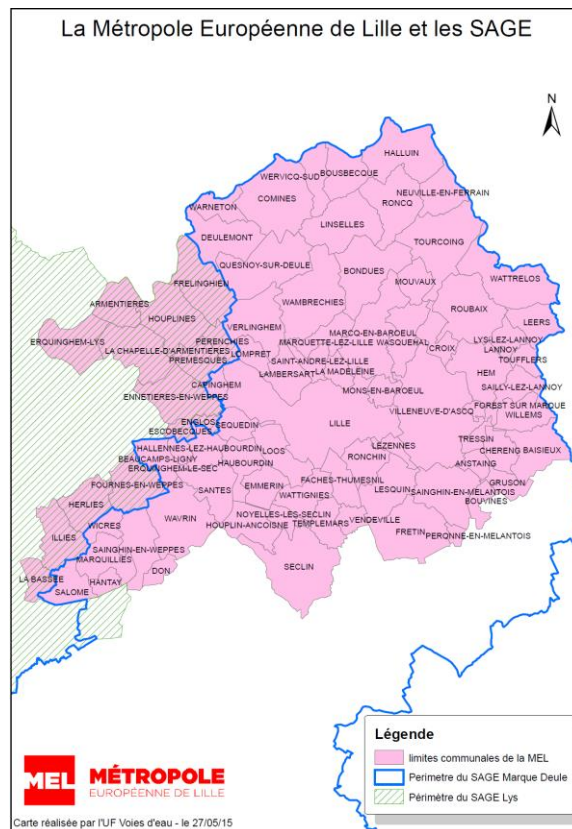 La Métropole Européenne de Lille et les SAGE
N
HALLUIN
BOUSBECQUE
WERVICQ-SUD
NEUVILLE-EN-FERRAIN
COMINES
RONCQ
WARNETON
LINSELLES
DEULEMONT
TOURCOING
QUESNOY-SUR-DEULE
BONDUES
WATTRELOS
FRELINGHIEN
MOUVAUX
ARMENTIERES
WAMBRECHIES
ROUBAIX
HOUPLINES
LEERS
VERLINGHEM
MARCQ-EN-BAROEUL
ERQUINGHEM-LYS
PERENCHIES
MARQUETTE-LEZ-LILLE WASQUEHAL
LYS-LEZ-LANNOY
LA CHAPELLE-D'ARMENTIERES
LOMPRET
CROIX
LANNOY
PREMESQUES
SAINT-ANDRE-LEZ-LILLE
TOUFFLERS
LAMBERSART LA MADELEINE
HEM
CAPINGHEM
SAILLY-LEZ-LANNOY
ENNETIERES-EN-WEPPES
MONS-EN-BAROEUL
FOREST SUR MARQUE
VILLENEUVE-D'ASCQ
WILLEMS
ENGLOS
SEQUEDIN
LILLE
ESCOBECQUES
TRESSIN
HALLENNES-LEZ-HAUBOURDIN
LOOS
LEZENNES
CHERENG BAISIEUX
BEAUCAMPS-LIGNY
RONCHIN
ANSTAING
ERQUINGHEM-LE-SEC
HAUBOURDIN
FOURNES-EN-WEPPES
EMMERIN
FACHES-THUMESNIL
GRUSON
SANTES
WATTIGNIES
LESQUIN
SAINGHIN-EN-MELANTOIS
HERLIES
BOUVINES
NOYELLES-LES-SECLIN
WICRES
WAVRIN
HOUPLIN-ANCOISNE
TEMPLEMARS
VENDEVILLE
ILLIES
FRETIN
PERONNE-EN-MELANTOIS
SAINGHIN-EN-WEPPES
MARQUILLIES
DON
SECLIN
LA BASSEE
HANTAY
SALOME
Légende
limites communales de la MEL
Perimetre du SAGE Marque Deule
Périmètre du SAGE Lys
MEL
MÉTROPOLE
EUROPÉENNE DE LILLE
Carte réalisée par l'UF Voies d'eau - le 27/05/15